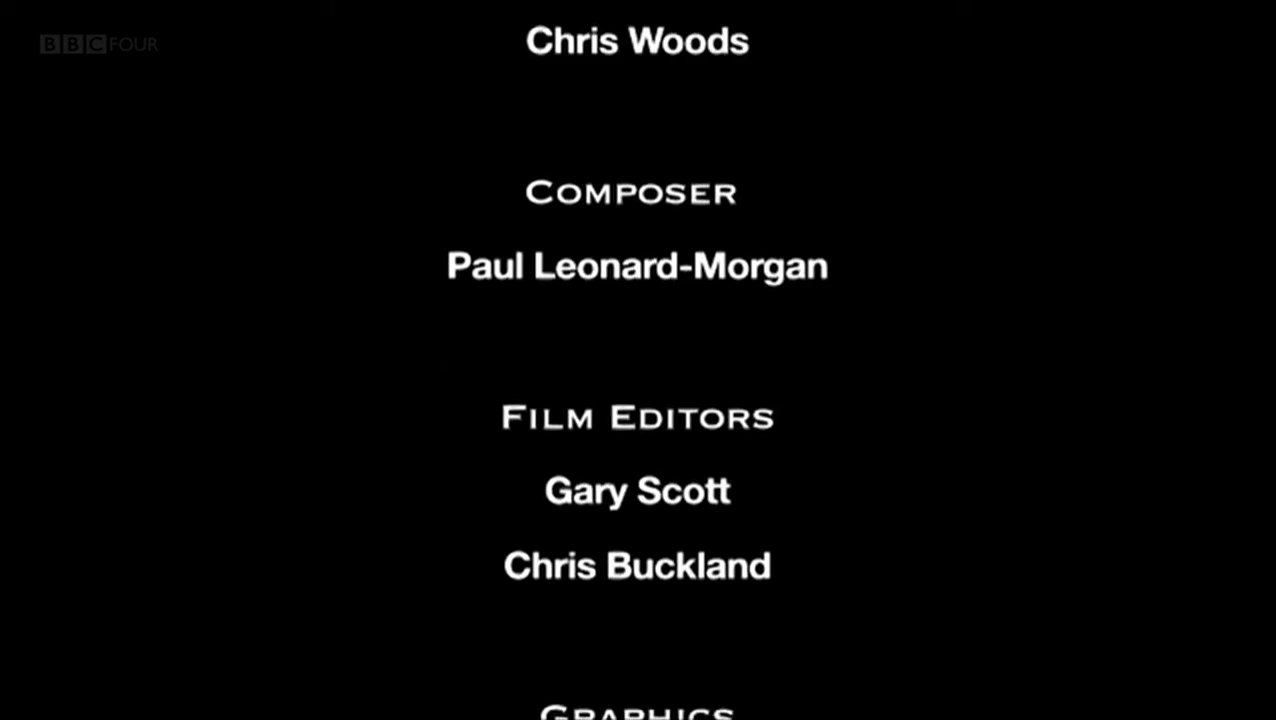 BBC FOUR
Chris Woods
COMPOSER
Paul Leonard-Morgan
FILM EDITORS
Gary Scott
Chris Buckland
GRAPHICS